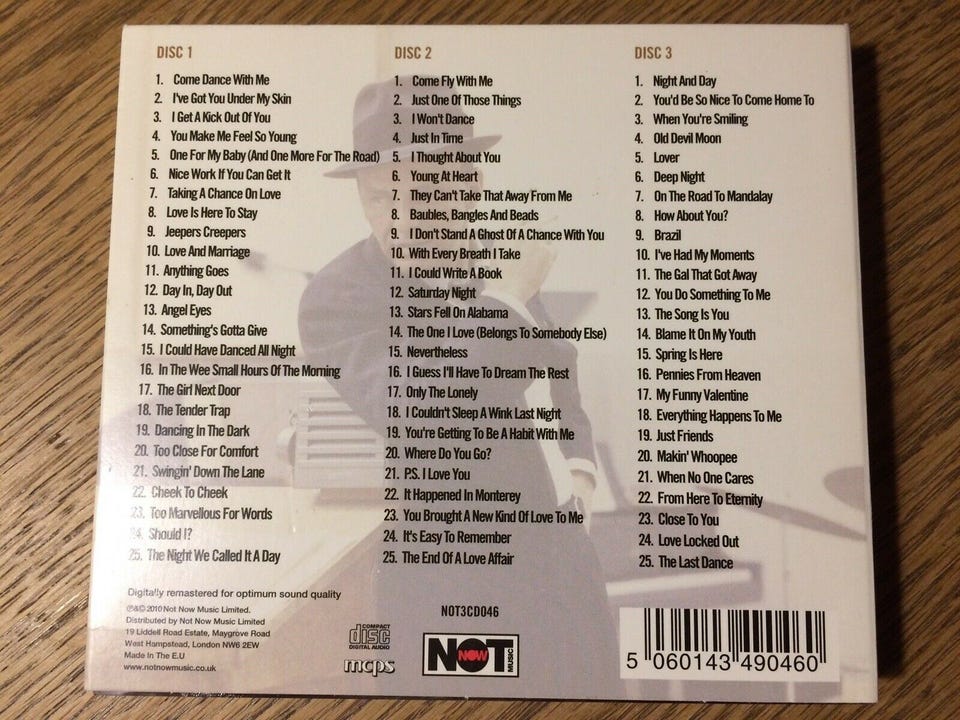 DISC 1
1. Come Dance With Me
2. I've Got You Under My Skin
3. I Get A Kick Out Of You
4. You Make Me Feel So Young
5. One For My Baby (And One More For The Road)
6. Nice Work If You Can Get It
7. Taking A Chance On Love
8. Love Is Here To Stay
9. Jeepers Creepers
10. Love And Marriage
11. Anything Goes
12. Day In, Day Out
13. Angel Eyes
14. Something's Gotta Give
15. I Could Have Danced All Night
16. In The Wee Small Hours Of The Morning
17. The Girl Next Door
18. The Tender Trap
19. Dancing In The Dark
20. Too Close For Comfort
21. Swingin' Down The Lane
22. Cheek To Cheek
23. Too Marvellous For Words
24. Should I?
25. The Night We Called It A Day
DISC 2
1. Come Fly With Me
2. Just One Of Those Things
3. I Won't Dance
4. Just In Time
5. I Thought About You
6. Young At Heart
7. They Can't Take That Away From Me
8. Baubles, Bangles And Beads
9. I Don't Stand A Ghost Of A Chance With You
10. With Every Breath I Take
11. I Could Write A Book
12. Saturday Night
13. Stars Fell On Alabama
14. The One I Love (Belongs To Somebody Else)
15. Nevertheless
16. I Guess I'll Have To Dream The Rest
17. Only The Lonely
18. I Couldn't Sleep A Wink Last Night
19. You're Getting To Be A Habit With Me
20. Where Do You Go?
21. P.S. I Love You
22. It Happened In Monterey
23. You Brought A New Kind Of Love To Me
24. It's Easy To Remember
25. The End Of A Love Affair
DISC 3
1. Night And Day
2. You'd Be So Nice To Come Home To
3. When You're Smiling
4. Old Devil Moon
5. Lover
6. Deep Night
7. On The Road To Mandalay
8. How About You?
9. Brazil
10. I've Had My Moments
11. The Gal That Got Away
12. You Do Something To Me
13. The Song Is You
14. Blame It On My Youth
15. Spring Is Here
16. Pennies From Heaven
17. My Funny Valentine
18. Everything Happens To Me
19. Just Friends
20. Makin' Whoopee
21. When No One Cares
22. From Here To Eternity
23. Close To You
24. Love Locked Out
25. The Last Dance
Digitally remastered for optimum sound quality
℗&© 2010 Not Now Music Limited.
Distributed by Not Now Music Limited
19 Liddell Road Estate, Maygrove Road
West Hampstead, London NW6 2EW
Made In The E.U
www.notnowmusic.co.uk
COMPACT
disc
DIGITAL AUDIO
mcps
NOT3CD046
NOT
NOW
MUSIC
5 060143 490460